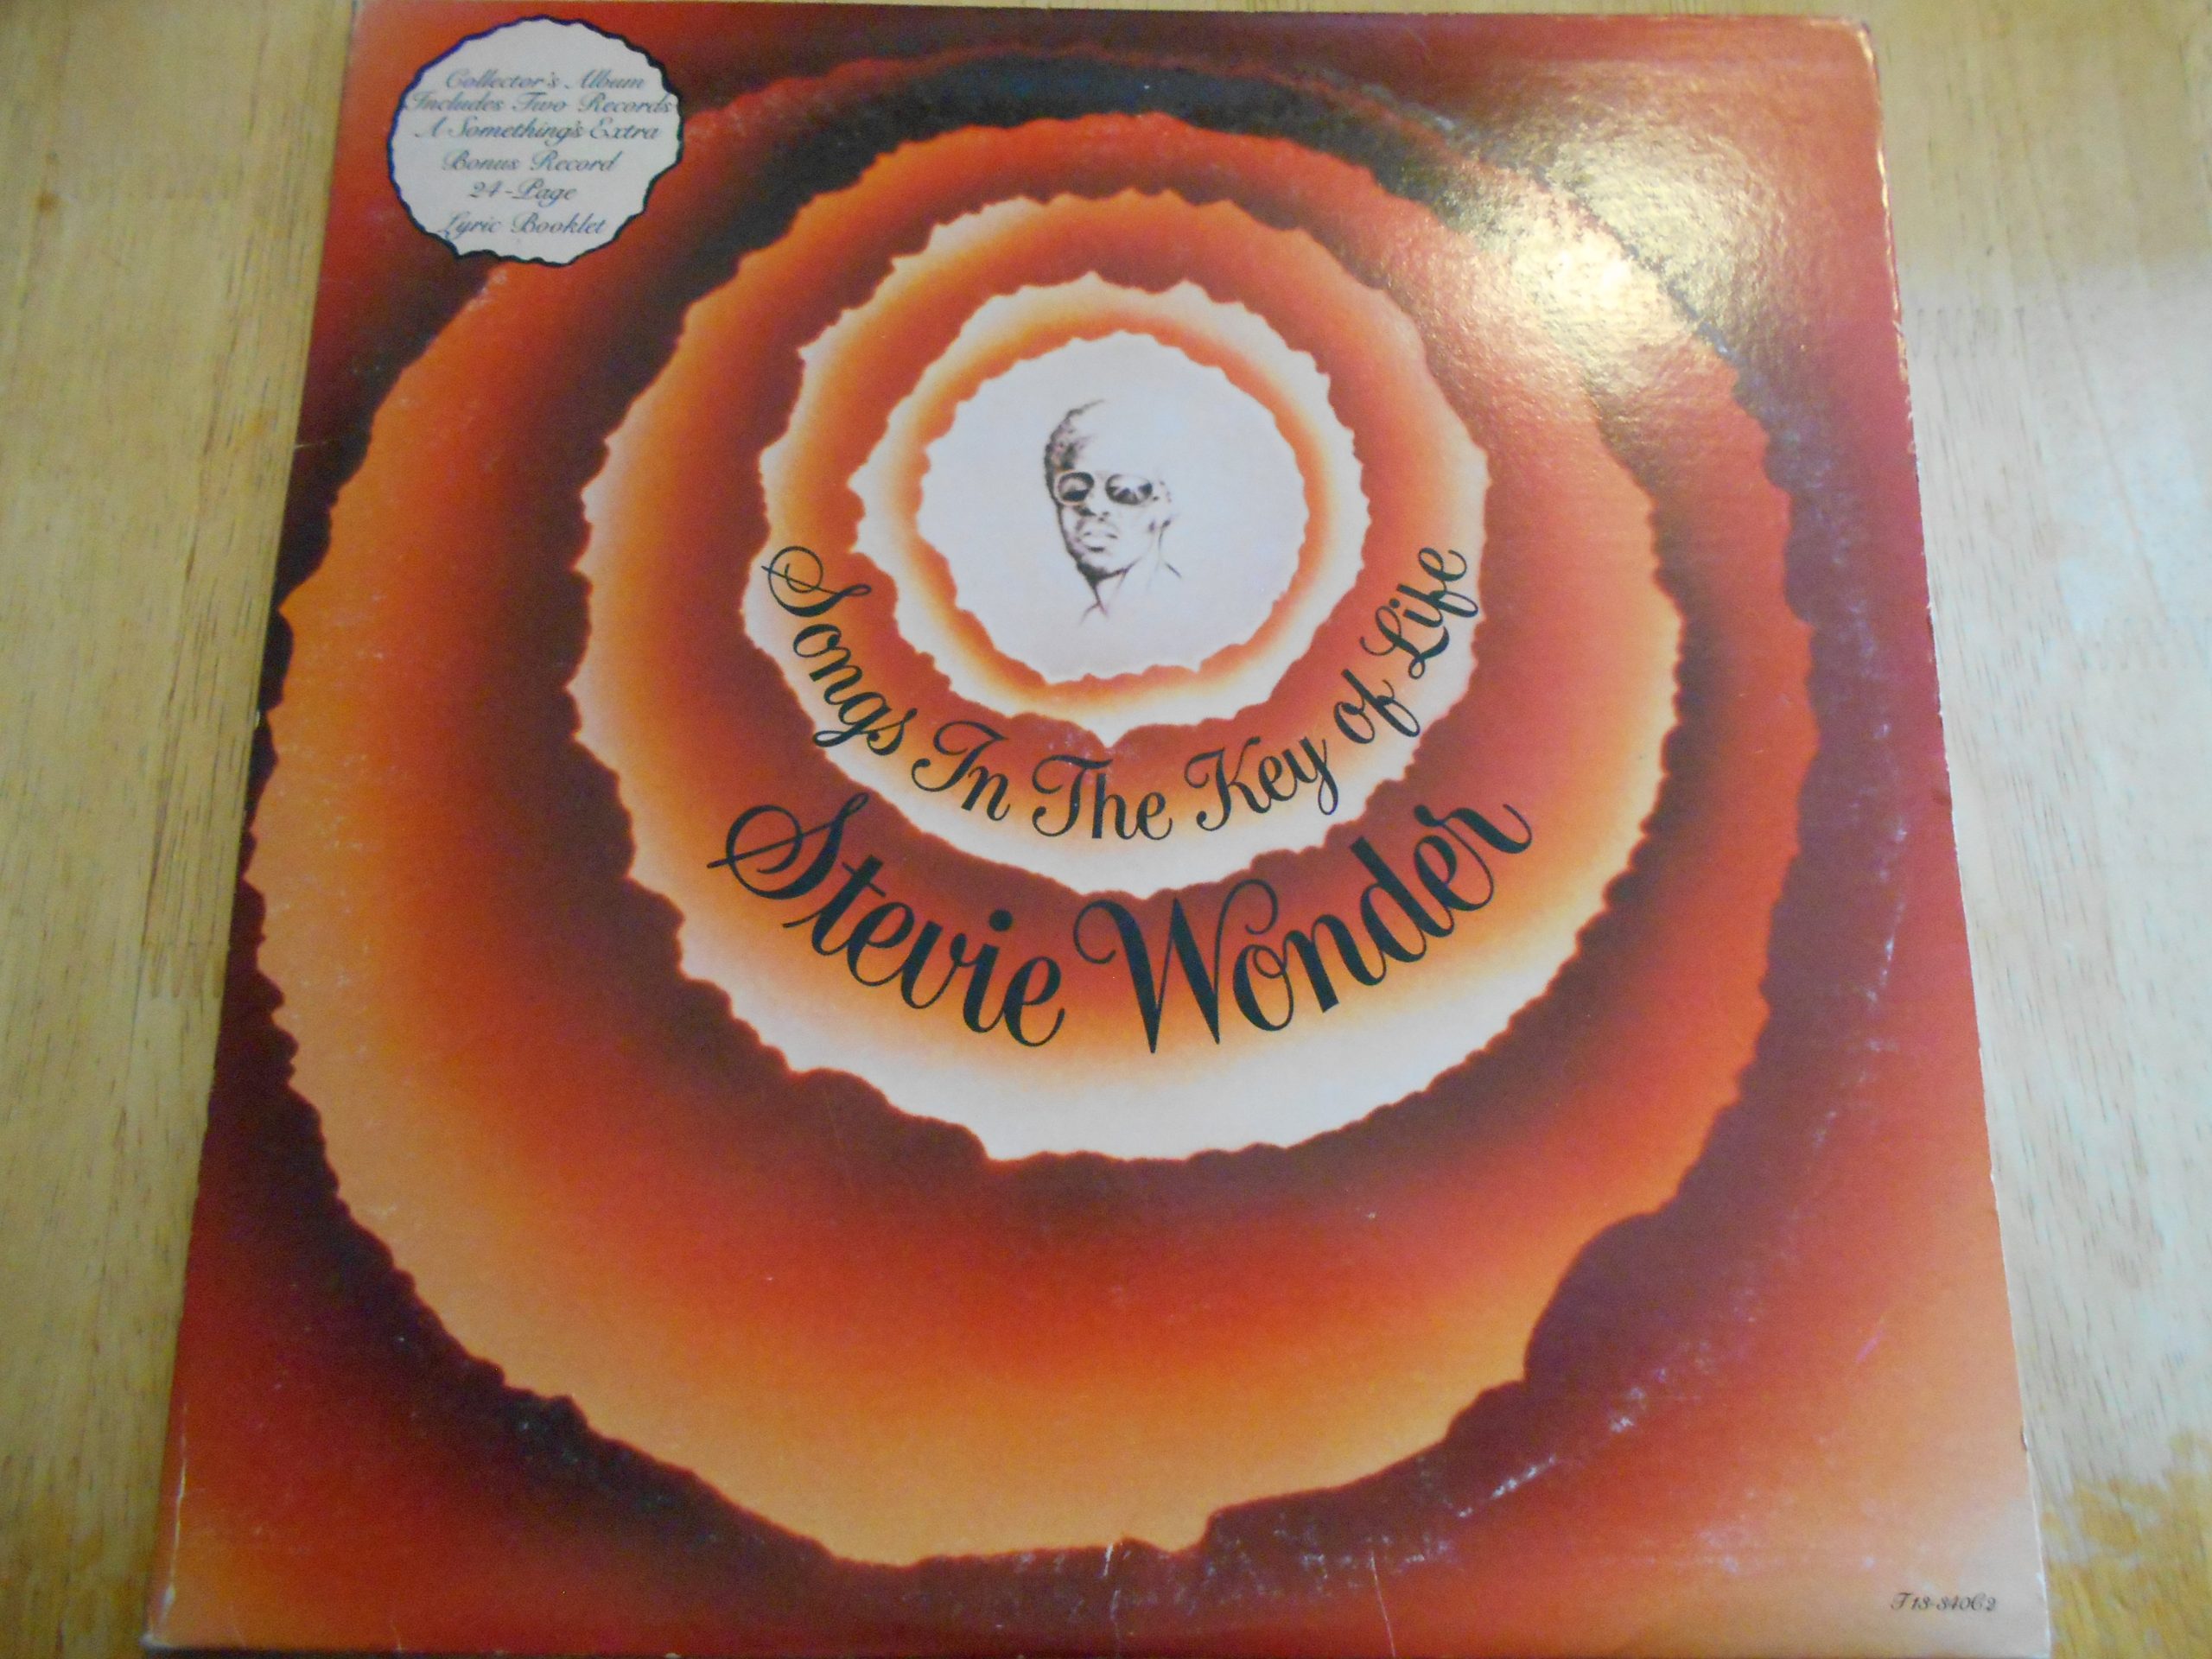 Collector's Album
Includes Two Records
A Something's Extra
Bonus Record
24-Page
Lyric Booklet
Songs In The Key of Life
Stevie Wonder
T13-340C2